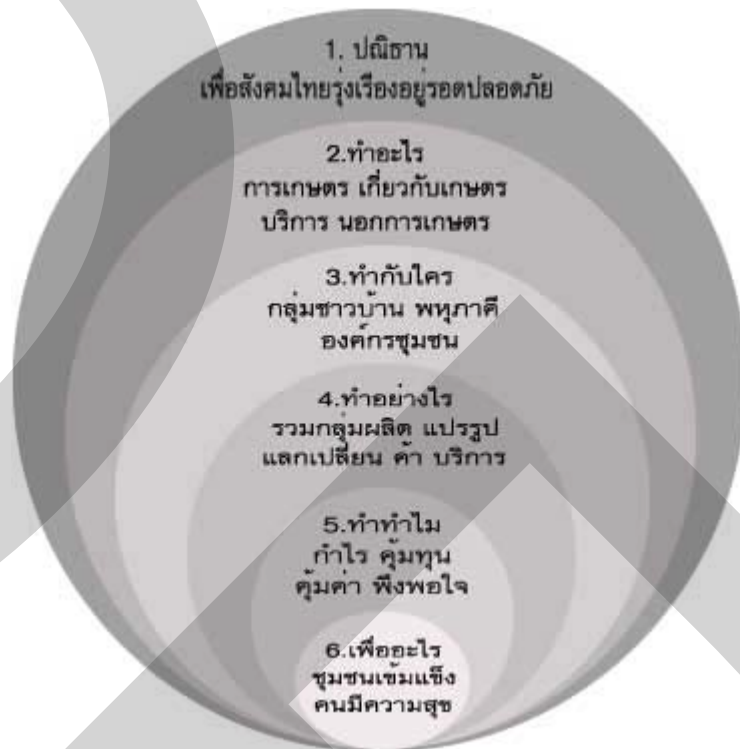 1. ปณิธาน
เพื่อสังคมไทยรุ่งเรืองอยู่รอดปลอดภัย
2.ทำอะไร
การเกษตร เกี่ยวกับเกษตร
บริการ นอกการเกษตร
3.ทำกับใคร
กลุ่มชาวบ้าน พหุภาคี
องค์กรชุมชน
4.ทำอย่างไร
รวมกลุ่มผลิต แปรรูป
แลกเปลี่ยน ค้า บริการ
5.ทำทำไม
กำไร คุ้มทุน
คุ้มค่า พึงพอใจ
6.เพื่ออะไร
ชุมชนเข้มแข็ง
คนมีความสุข